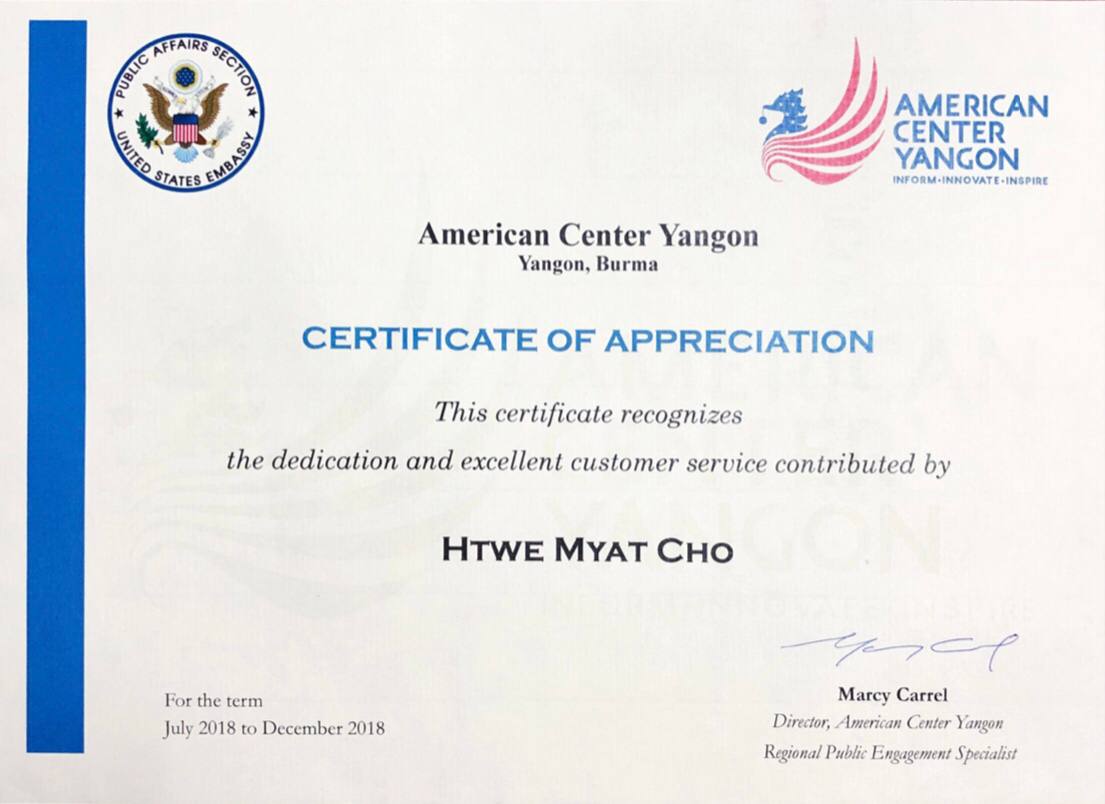 PUBLIC AFFAIRS SECTION
UNITED STATES EMBASSY
AMERICAN
CENTER
YANGON
INFORM•INNOVATE•INSPIRE
American Center Yangon
Yangon, Burma
CERTIFICATE OF APPRECIATION
This certificate recognizes
the dedication and excellent customer service contributed by
HTWE MYAT CHO
For the term
July 2018 to December 2018
Marcy Carrel
Director, American Center Yangon
Regional Public Engagement Specialist